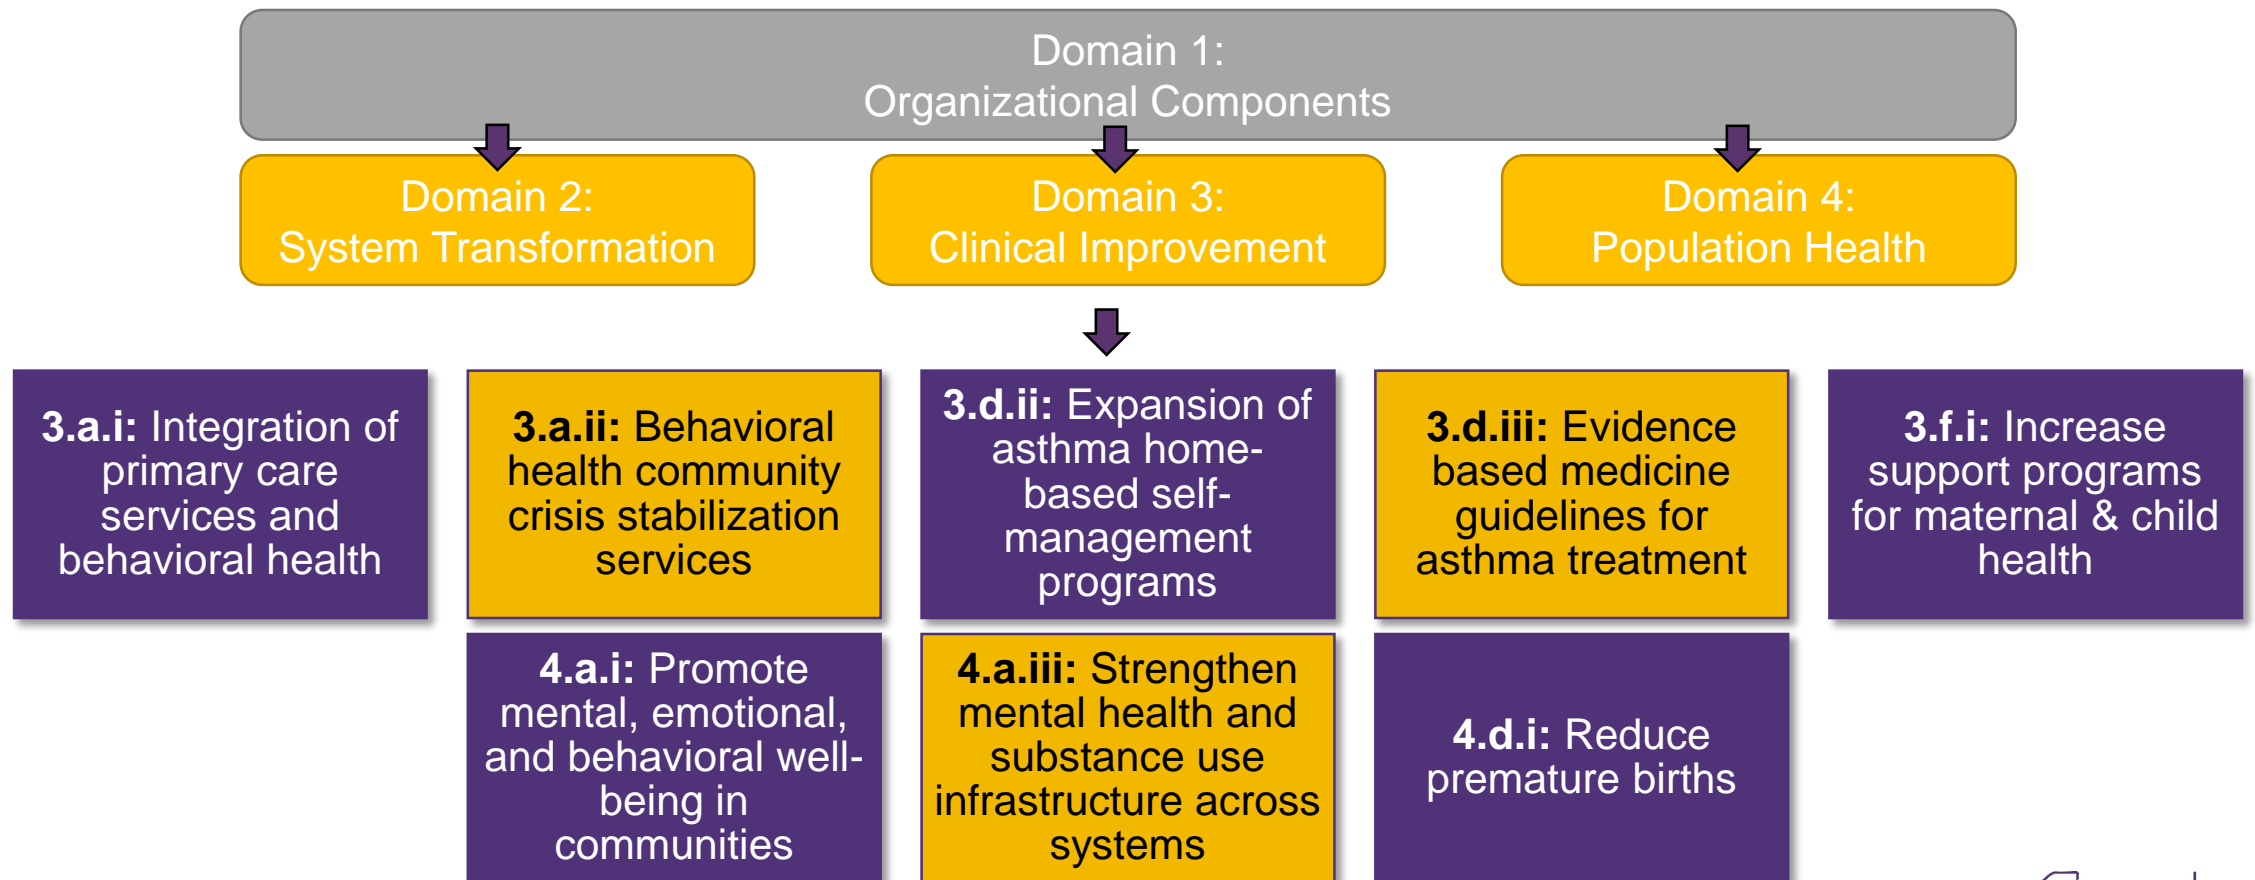 Domain 1:
Organizational Components
Domain 2:
System Transformation
Domain 3:
Clinical Improvement
Domain 4:
Population Health
3.a.i: Integration of
primary care
services and
behavioral health
3.a.ii: Behavioral
health community
crisis stabilization
services
3.d.ii: Expansion of
asthma home-
based self-
management
programs
3.d.iii: Evidence
based medicine
guidelines for
asthma treatment
3.f.i: Increase
support programs
for maternal & child
health
4.a.i: Promote
mental, emotional,
and behavioral well-
being in
communities
4.a.iii: Strengthen
mental health and
substance use
infrastructure across
systems
4.d.i: Reduce
premature births